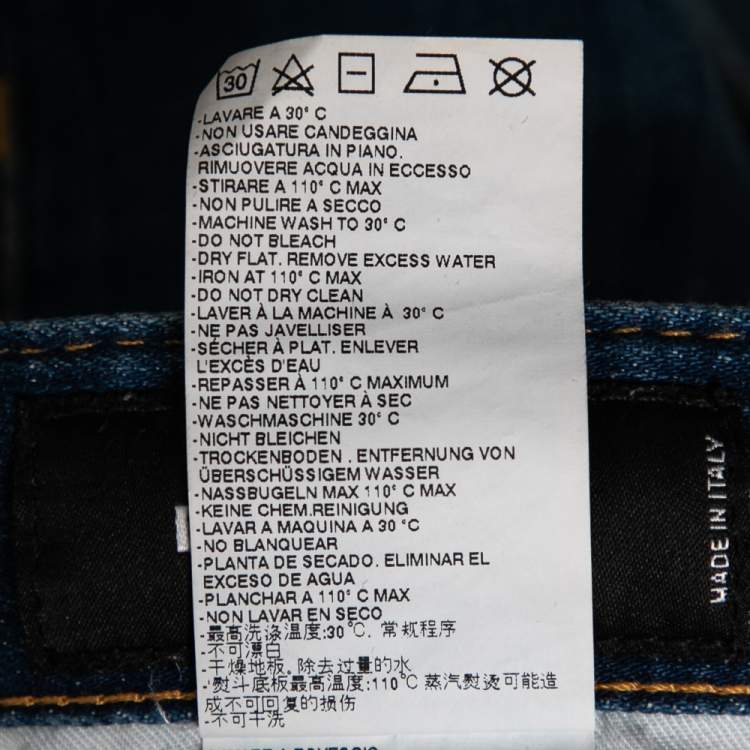 30
-LAVARE A 30° C
-NON USARE CANDEGGINA
-ASCIUGATURA IN PIANO.
RIMUOVERE ACQUA IN ECCESSO
-STIRARE A 110° C MAX
-NON PULIRE A SECCO
-MACHINE WASH TO 30° C
-DO NOT BLEACH
-DRY FLAT. REMOVE EXCESS WATER
-IRON AT 110° C MAX
-DO NOT DRY CLEAN
-LAVER À LA MACHINE À 30° C
-NE PAS JAVELLISER
-SÉCHER À PLAT. ENLEVER
L'EXCÈS D'EAU
-REPASSER À 110° C MAXIMUM
-NE PAS NETTOYER À SEC
-WASCHMASCHINE 30° C
-NICHT BLEICHEN
-TROCKENBODEN . ENTFERNUNG VON
ÜBERSCHÜSSIGEM WASSER
-NASSBUGELN MAX 110° C MAX
-KEINE CHEM.REINIGUNG
-LAVAR A MAQUINA A 30 °C
-NO BLANQUEAR
-PLANTA DE SECADO. ELIMINAR EL
EXCESO DE AGUA
-PLANCHAR A 110° C MAX
-NON LAVAR EN SECO
-最高洗涤温度:30℃. 常规程序
-不可漂白
-干燥地板。除去过量的水
-熨斗底板最高温度:110℃ 蒸汽熨烫可能造
成不可回复的损伤
-不可干洗
MADE IN ITALY